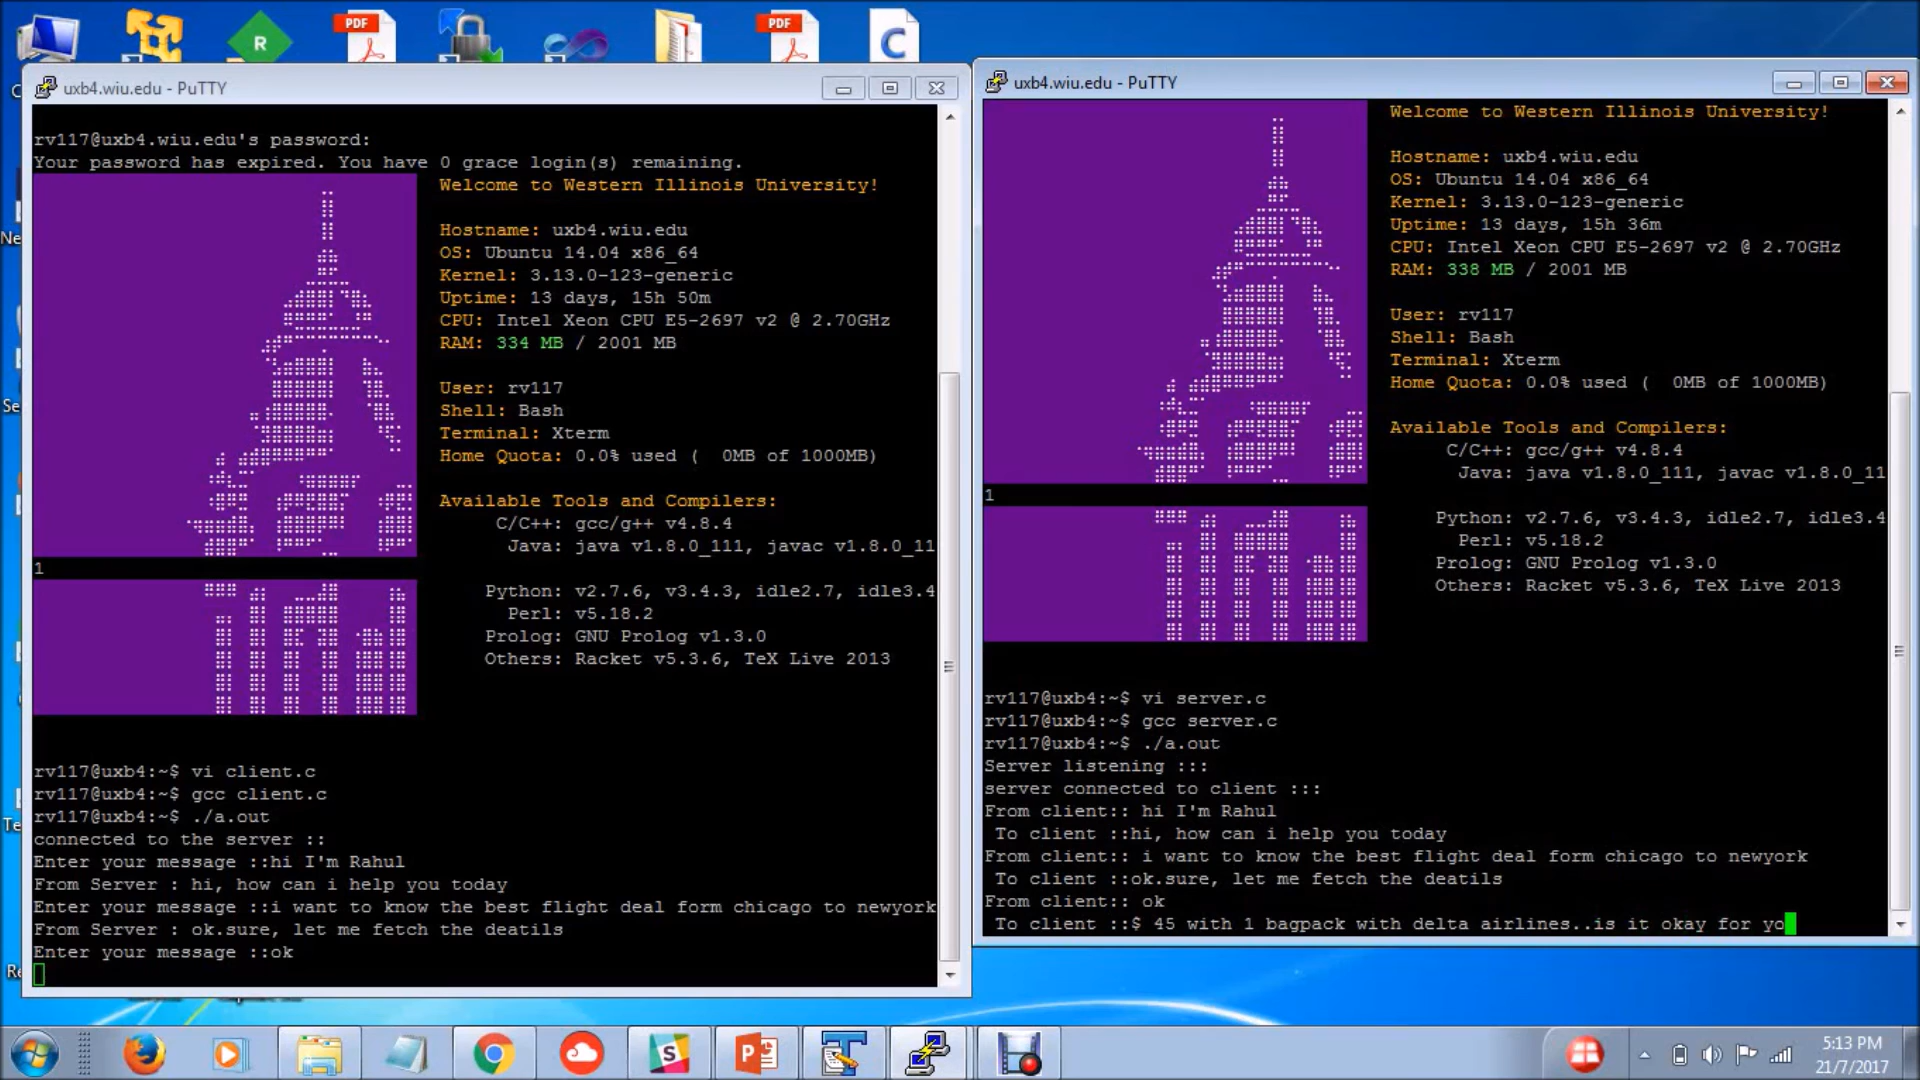 PDF
R
PDF
C
uxb4.wiu.edu - PuTTY
rv117@uxb4.wiu.edu's password:
Your password has expired. You have 0 grace login(s) remaining.
Welcome to Western Illinois University!
Hostname: uxb4.wiu.edu
OS: Ubuntu 14.04 x86_64
Kernel: 3.13.0-123-generic
Uptime: 13 days, 15h 50m
CPU: Intel Xeon CPU E5-2697 v2 @ 2.70GHz
RAM: 334 MB / 2001 MB
User: rv117
Shell: Bash
Terminal: Xterm
Home Quota: 0.0% used (  0MB of 1000MB)
Available Tools and Compilers:
C/C++: gcc/g++ v4.8.4
Java: java v1.8.0_111, javac v1.8.0_11
1
Python: v2.7.6, v3.4.3, idle2.7, idle3.4
Perl: v5.18.2
Prolog: GNU Prolog v1.3.0
Others: Racket v5.3.6, TeX Live 2013
rv117@uxb4:~$ vi client.c
rv117@uxb4:~$ gcc client.c
rv117@uxb4:~$ ./a.out
connected to the server ::
Enter your message ::hi I'm Rahul
From Server : hi, how can i help you today
Enter your message ::i want to know the best flight deal form chicago to newyork
From Server : ok.sure, let me fetch the deatils
Enter your message ::ok
uxb4.wiu.edu - PuTTY
Welcome to Western Illinois University!
Hostname: uxb4.wiu.edu
OS: Ubuntu 14.04 x86_64
Kernel: 3.13.0-123-generic
Uptime: 13 days, 15h 36m
CPU: Intel Xeon CPU E5-2697 v2 @ 2.70GHz
RAM: 338 MB / 2001 MB
User: rv117
Shell: Bash
Terminal: Xterm
Home Quota: 0.0% used (  0MB of 1000MB)
Available Tools and Compilers:
C/C++: gcc/g++ v4.8.4
Java: java v1.8.0_111, javac v1.8.0_11
1
Python: v2.7.6, v3.4.3, idle2.7, idle3.4
Perl: v5.18.2
Prolog: GNU Prolog v1.3.0
Others: Racket v5.3.6, TeX Live 2013
rv117@uxb4:~$ vi server.c
rv117@uxb4:~$ gcc server.c
rv117@uxb4:~$ ./a.out
Server listening :::
server connected to client :::
From client:: hi I'm Rahul
To client ::hi, how can i help you today
From client:: i want to know the best flight deal form chicago to newyork
To client ::ok.sure, let me fetch the deatils
From client:: ok
To client ::$ 45 with 1 bagpack with delta airlines..is it okay for yo
Ne
Se
Te
Re
5:13 PM
21/7/2017